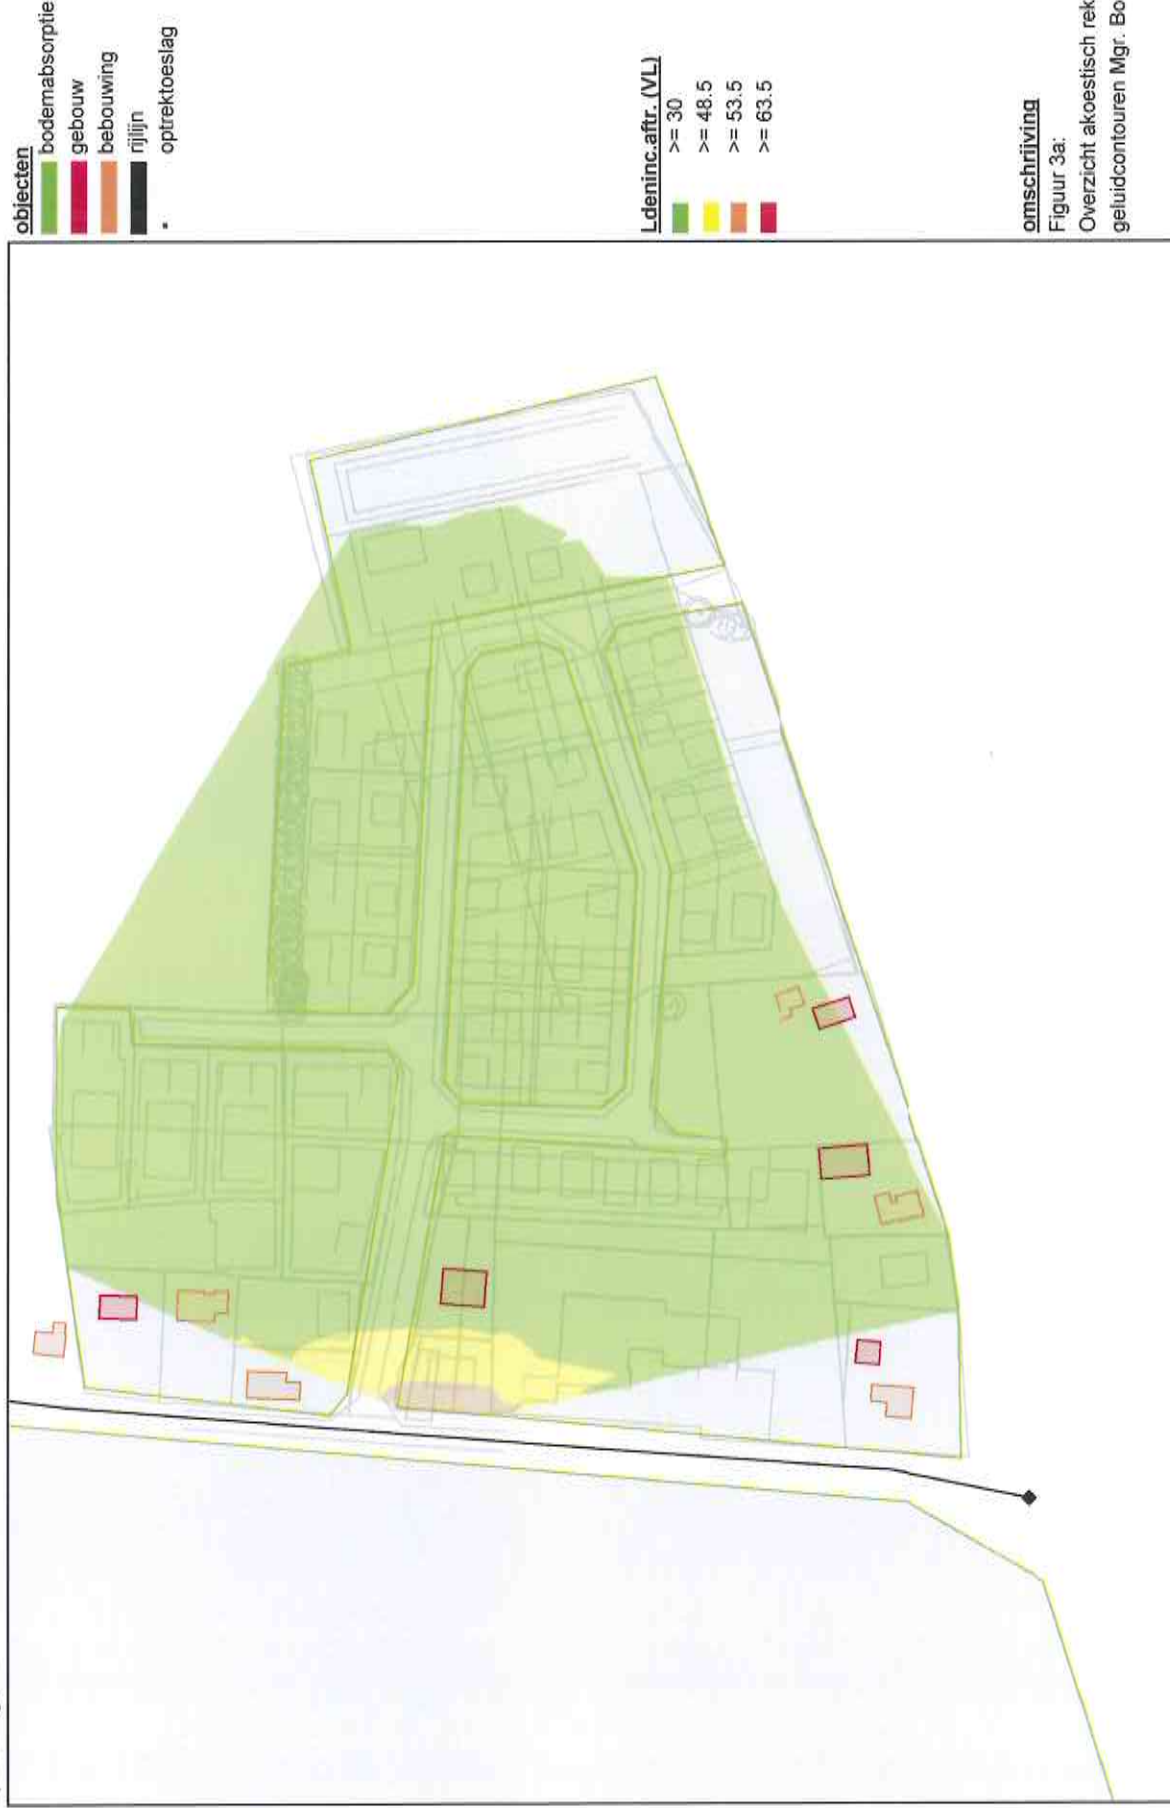 objecten
bodemabsorptie
gebouw
bebouwing
rijlijn
optrektoeslag
Ldeninc.aftr. (VL)
>= 30
>= 48.5
>= 53.5
>= 63.5
omschrijving
Figuur 3a:
Overzicht akoestisch rek
geluidcontouren Mgr. Bo